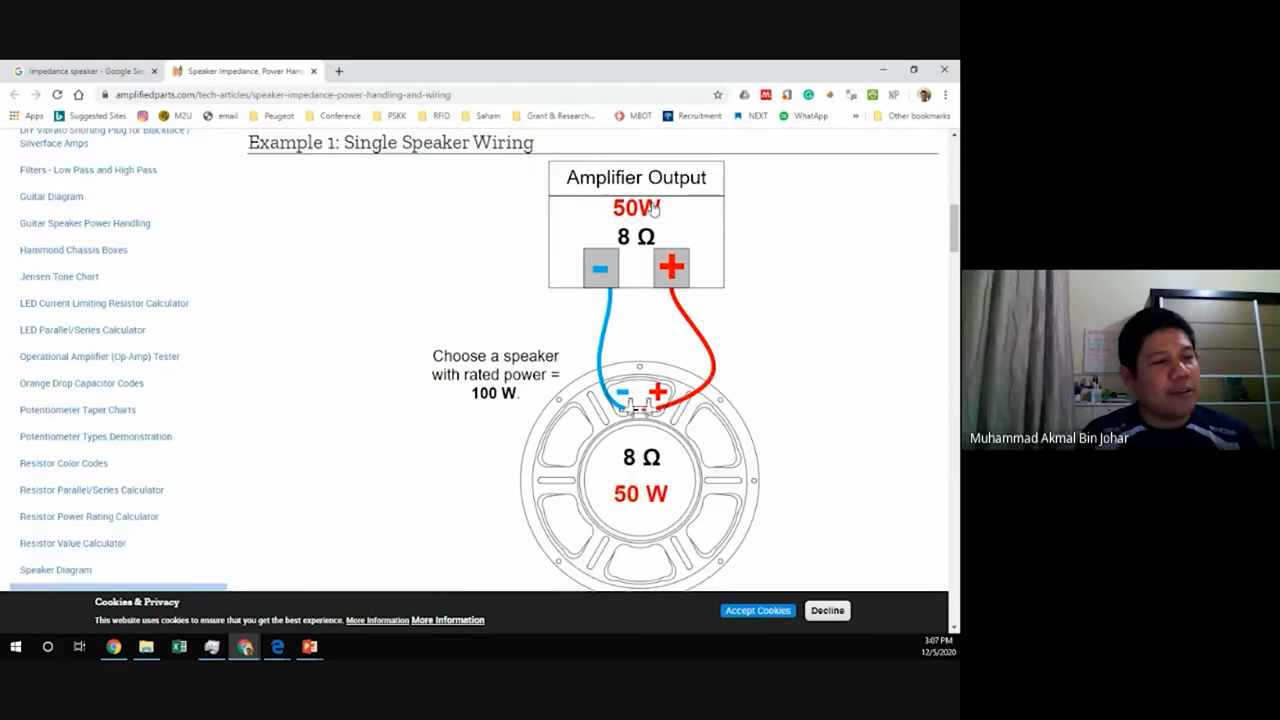 impedance speaker - Google Se
Speaker Impedance, Power Han
amplifiedparts.com/tech-articles/speaker-impedance-power-handling-and-wiring
NP
Apps
Suggested Sites
M2U
email
Peugeot
Conference
PSKK
RFID
Saham
Grant & Research...
MBOT
Recruitment
NEXT
WhatApp
»
Other bookmarks
DIY Vibrato Shorting Plug for Blackface /
Silverface Amps
Filters - Low Pass and High Pass
Guitar Diagram
Guitar Speaker Power Handling
Hammond Chassis Boxes
Jensen Tone Chart
LED Current Limiting Resistor Calculator
LED Parallel/Series Calculator
Operational Amplifier (Op-Amp) Tester
Orange Drop Capacitor Codes
Potentiometer Taper Charts
Potentiometer Types Demonstration
Resistor Color Codes
Resistor Parallel/Series Calculator
Resistor Power Rating Calculator
Resistor Value Calculator
Speaker Diagram
Example 1: Single Speaker Wiring
Amplifier Output
50W
8 Ω
- +
Choose a speaker
with rated power =
100 W.
- +
8 Ω
50 W
Cookies & Privacy
This website uses cookies to ensure that you get the best experience. More Information More Information
Accept Cookies
Decline
3:07 PM
12/5/2020
Muhammad Akmal Bin Johar